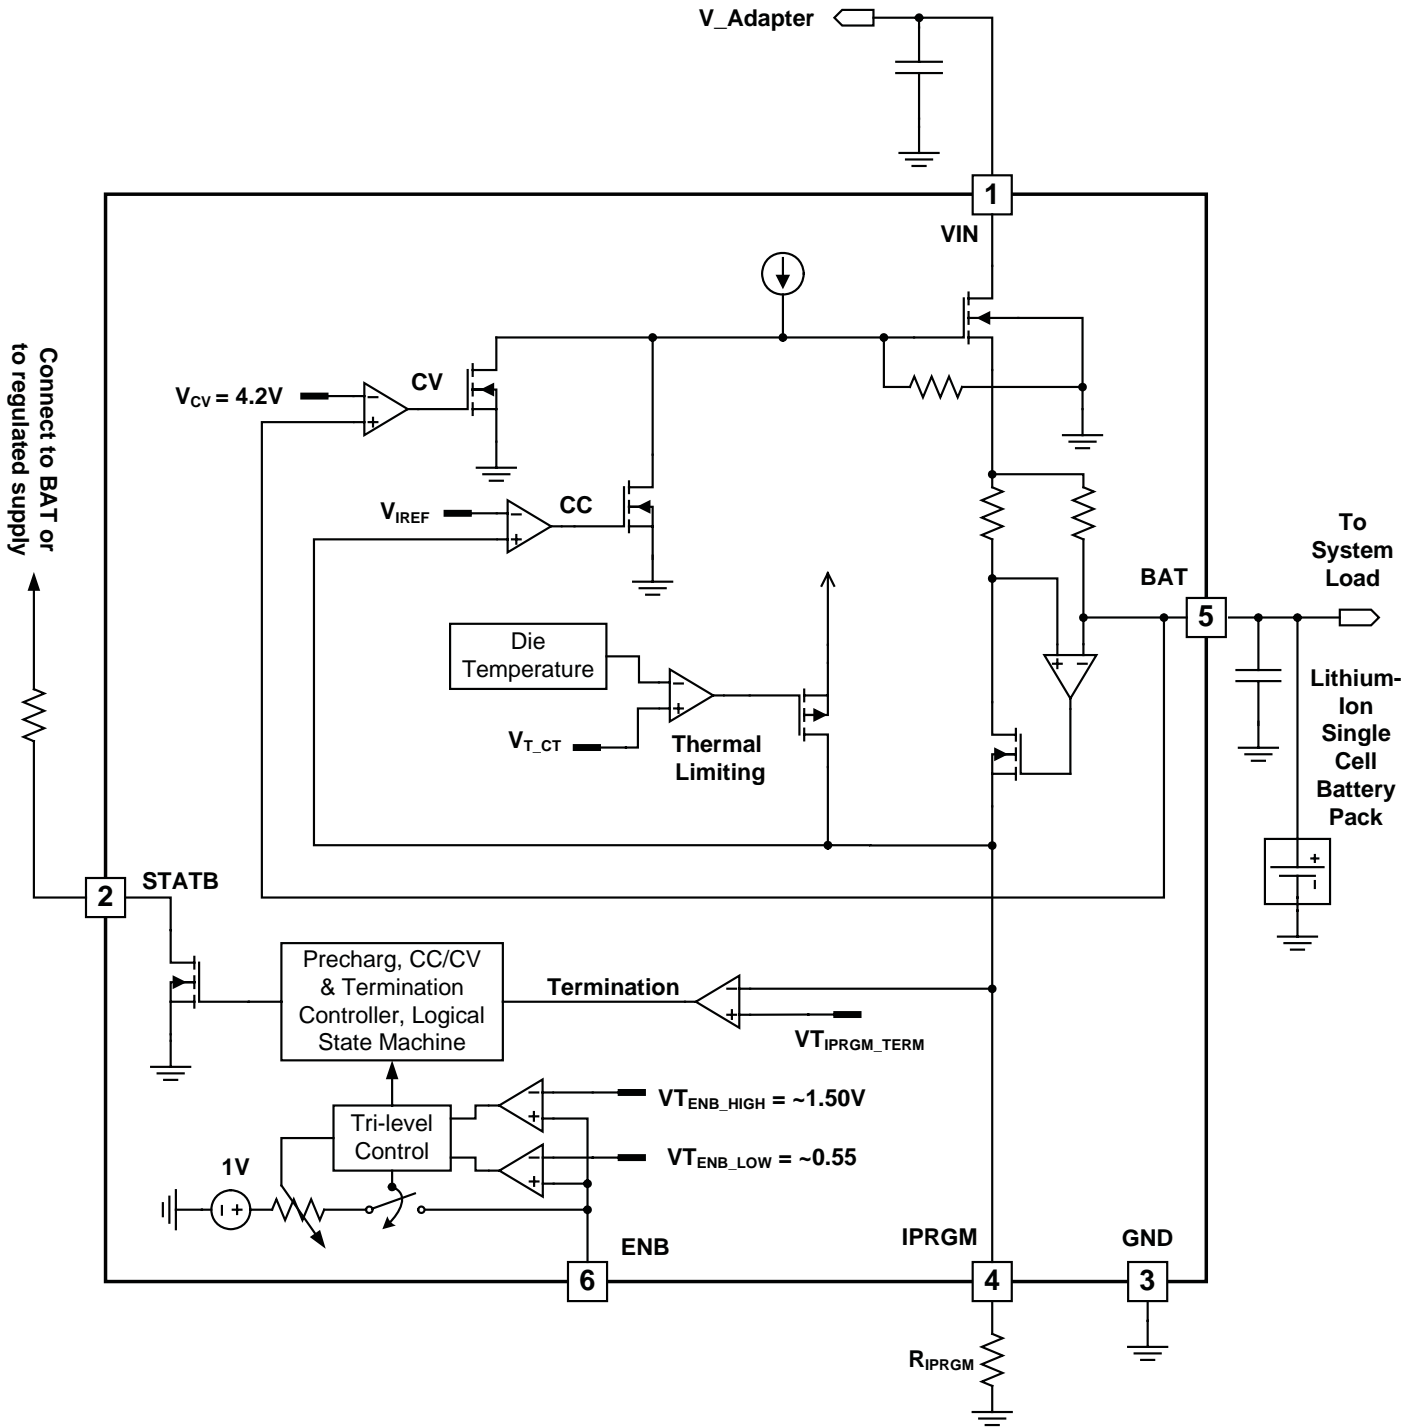 V_Adapter
1
VIN
Connect to BAT or
to regulated supply
CV
VCV = 4.2V
−
+
CC
VIREF
−
+
To
System
Load
BAT
5
Die
Temperature
−
+
+ −
VT_CT
Thermal
Limiting
Lithium-
Ion
Single
Cell
Battery
Pack
+
−
2
STATB
Precharg, CC/CV
& Termination
Controller, Logical
State Machine
Termination
−
+
VTIPRGM_TERM
−
+
VTENB_HIGH = ~1.50V
Tri-level
Control
−
+
VTENB_LOW = ~0.55
1V
− +
ENB
6
IPRGM
4
GND
3
RIPRGM